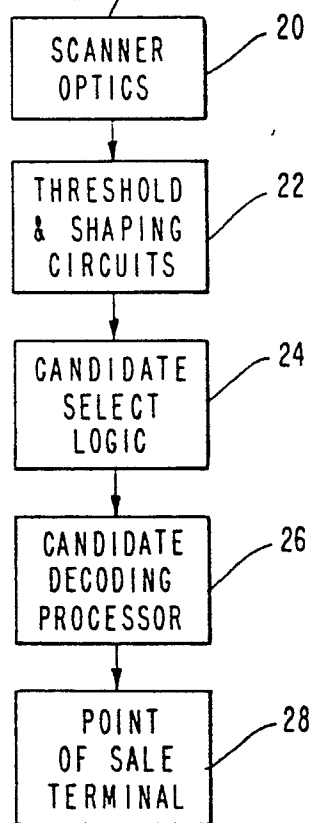 20
SCANNER
OPTICS
22
THRESHOLD
& SHAPING
CIRCUITS
24
CANDIDATE
SELECT
LOGIC
26
CANDIDATE
DECODING
PROCESSOR
28
POINT
OF SALE
TERMINAL